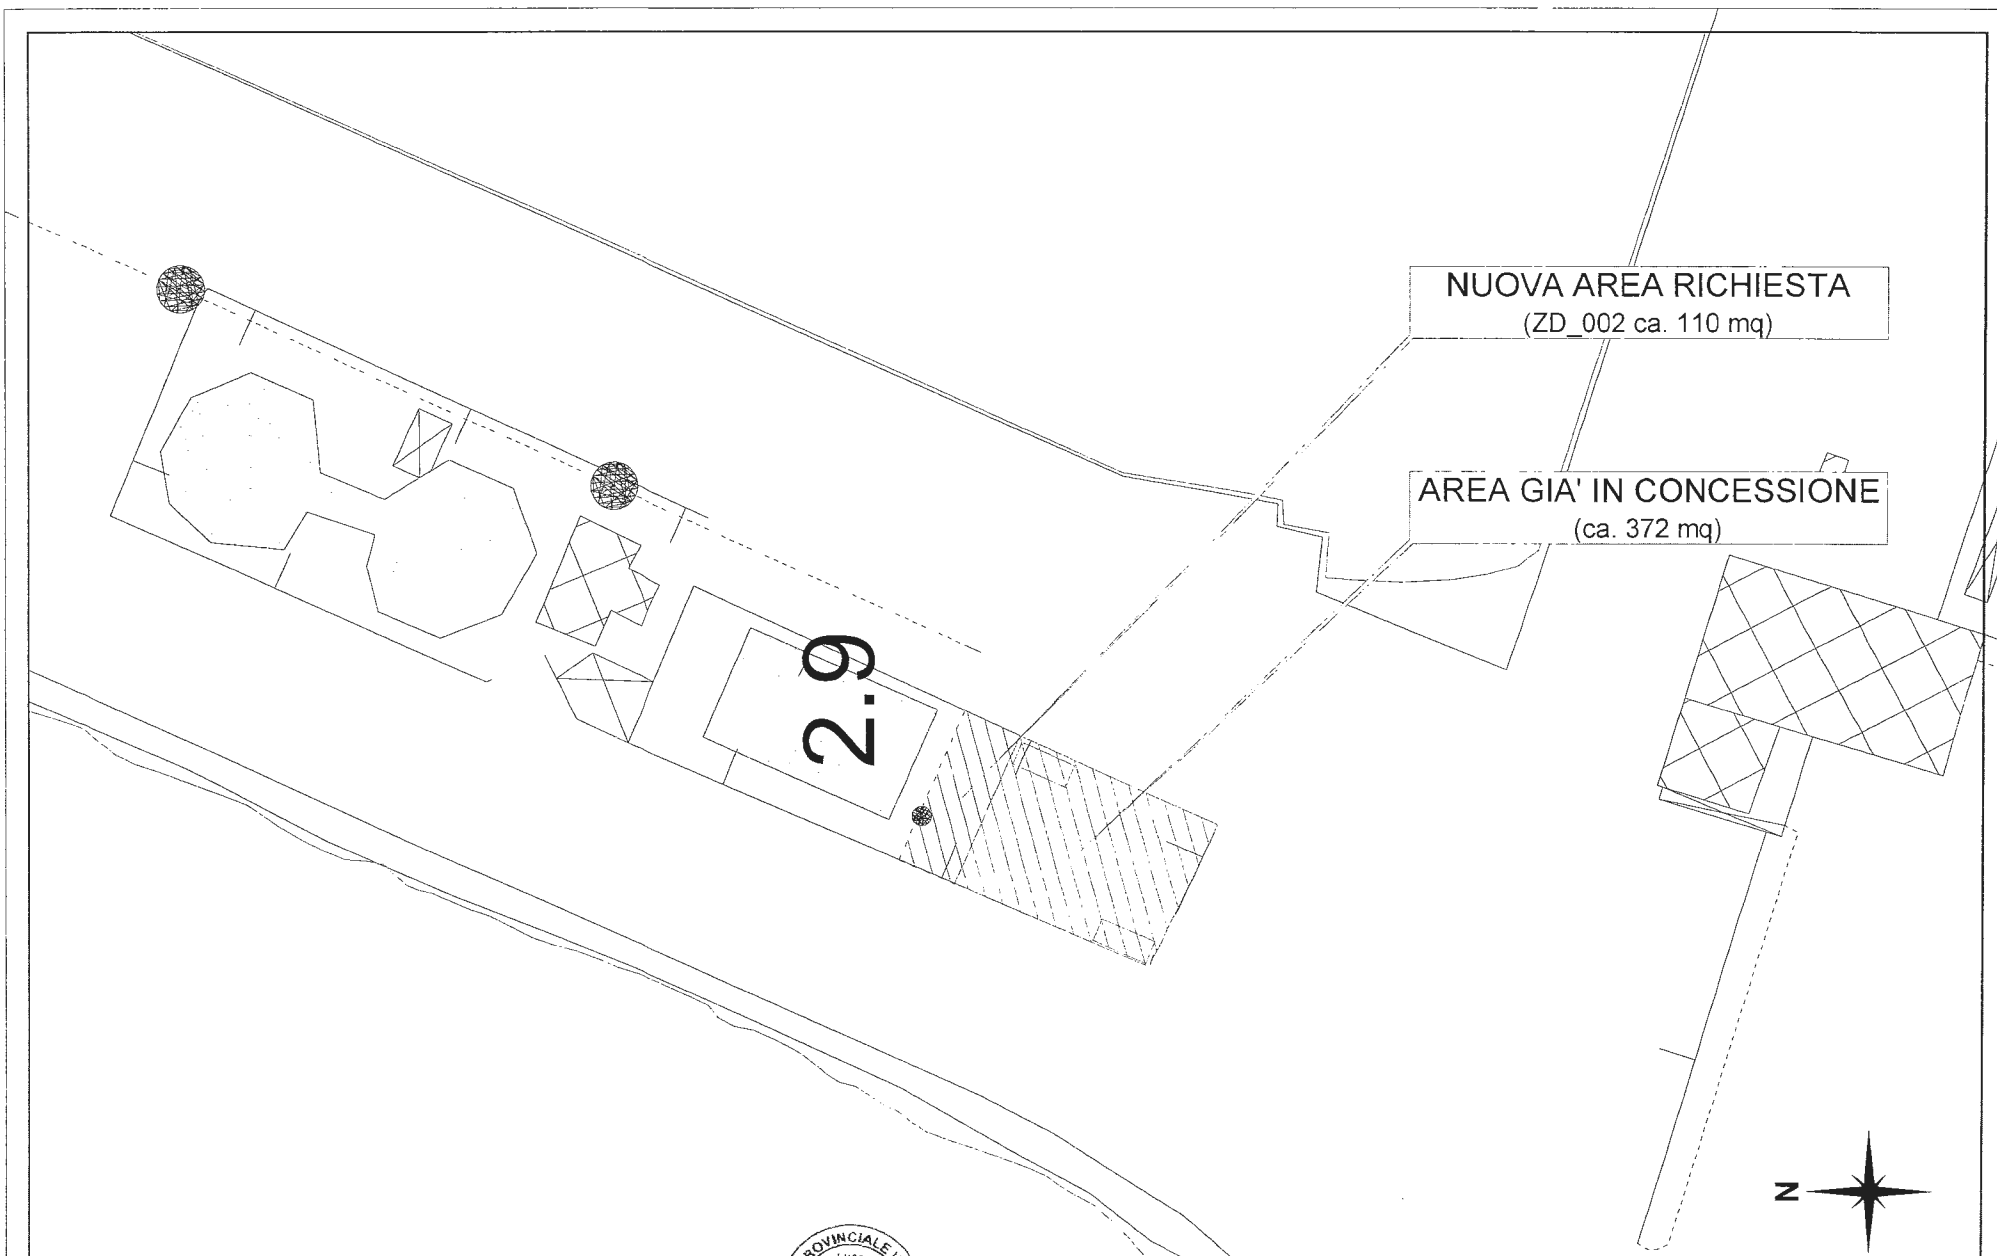 NUOVA AREA RICHIESTA
(ZD_002 ca. 110 mq)
AREA GIA' IN CONCESSIONE
(ca. 372 mq)
2.9
N